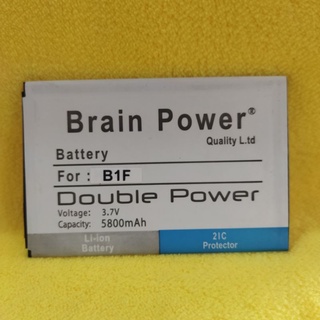 Brain Power®
Quality L.td
Battery
For : B1F
Double Power
Voltage: 3.7V
Capacity: 5800mAh
Li-ion
Battery
2IC
Protector